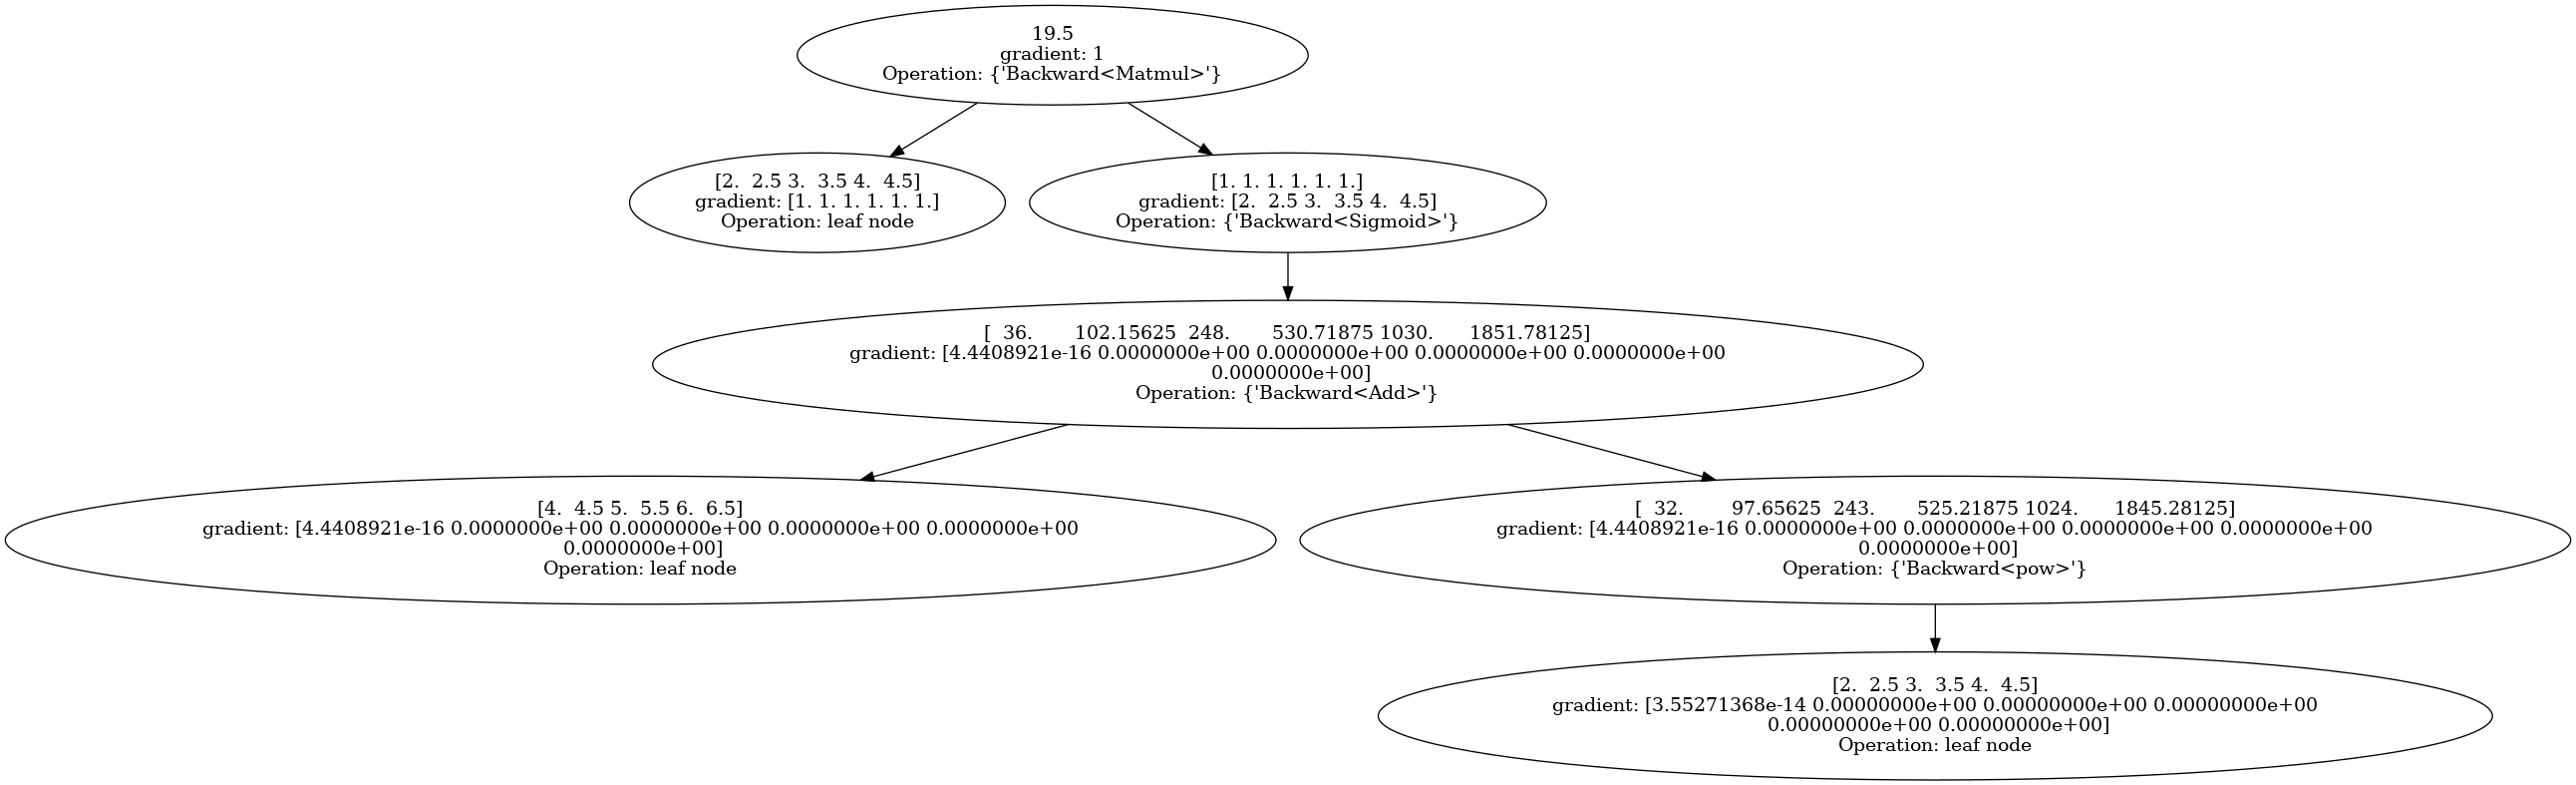 19.5
gradient: 1
Operation: {'Backward<Matmul>'}
[2.  2.5 3.  3.5 4.  4.5]
gradient: [1. 1. 1. 1. 1. 1.]
Operation: leaf node
[1. 1. 1. 1. 1. 1.]
gradient: [2.  2.5 3.  3.5 4.  4.5]
Operation: {'Backward<Sigmoid>'}
[  36.       102.15625  248.       530.71875 1030.      1851.78125]
gradient: [4.4408921e-16 0.0000000e+00 0.0000000e+00 0.0000000e+00 0.0000000e+00
0.0000000e+00]
Operation: {'Backward<Add>'}
[4.  4.5 5.  5.5 6.  6.5]
gradient: [4.4408921e-16 0.0000000e+00 0.0000000e+00 0.0000000e+00 0.0000000e+00
0.0000000e+00]
Operation: leaf node
[  32.        97.65625  243.       525.21875 1024.      1845.28125]
gradient: [4.4408921e-16 0.0000000e+00 0.0000000e+00 0.0000000e+00 0.0000000e+00
0.0000000e+00]
Operation: {'Backward<pow>'}
[2.  2.5 3.  3.5 4.  4.5]
gradient: [3.55271368e-14 0.00000000e+00 0.00000000e+00 0.00000000e+00
0.00000000e+00 0.00000000e+00]
Operation: leaf node